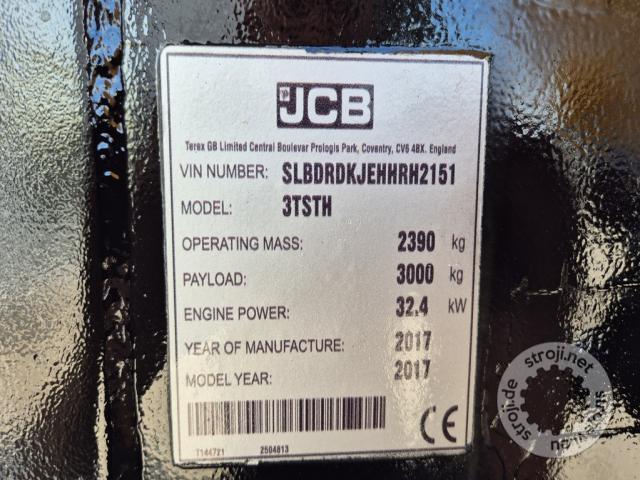 JCB
Terex GB Limited Central Boulevar Prologis Park, Coventry, CV6 4BX. England
VIN NUMBER: SLBDRDKJEHHRH2151
MODEL: 3TSTH
OPERATING MASS: 2390 kg
PAYLOAD: 3000 kg
ENGINE POWER: 32.4 kW
YEAR OF MANUFACTURE: 2017
MODEL YEAR: 2017
T144721 2504813
CE
stroji.net
stroji.de